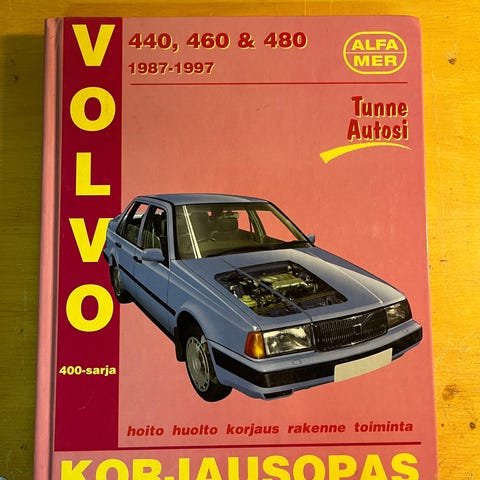 VOLVO
440, 460 & 480
1987-1997
ALFA
MER
Tunne
Autosi
400-sarja
hoito huolto korjaus rakenne toiminta
KORJAUSOPAS